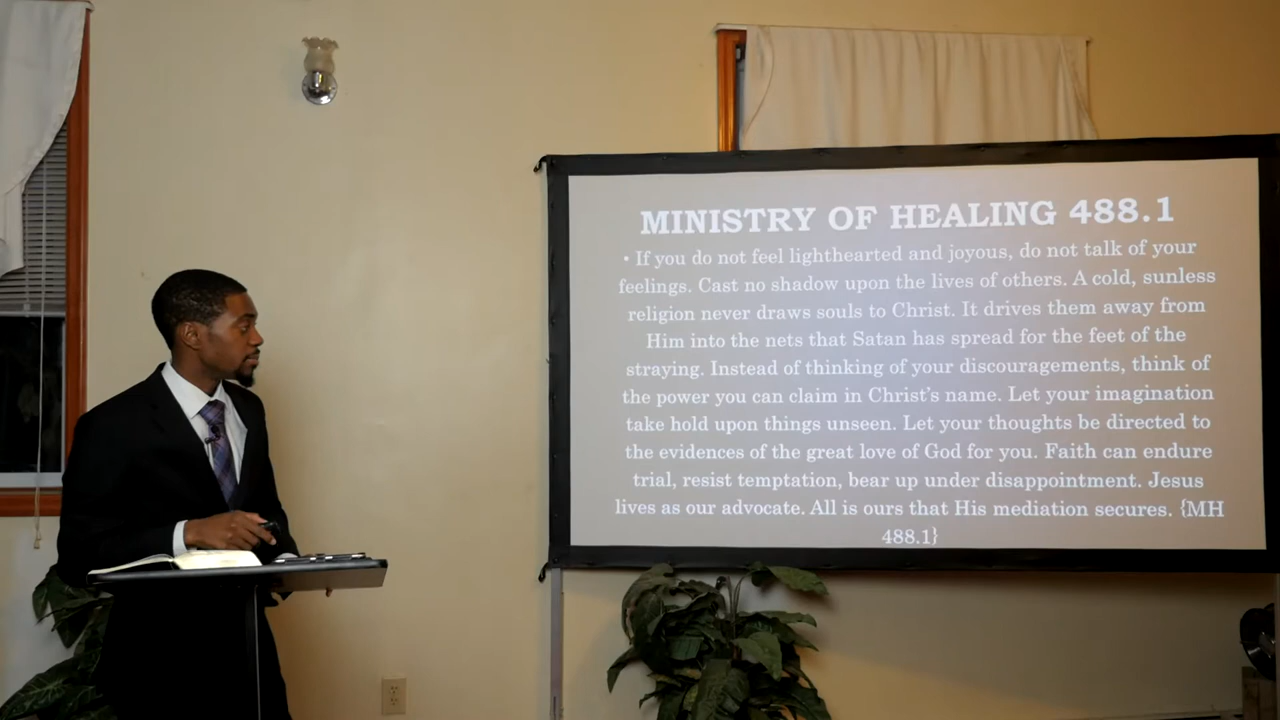 MINISTRY OF HEALING 488.1
• If you do not feel lighthearted and joyous, do not talk of your
feelings. Cast no shadow upon the lives of others. A cold, sunless
religion never draws souls to Christ. It drives them away from
Him into the nets that Satan has spread for the feet of the
straying. Instead of thinking of your discouragements, think of
the power you can claim in Christ's name. Let your imagination
take hold upon things unseen. Let your thoughts be directed to
the evidences of the great love of God for you. Faith can endure
trial, resist temptation, bear up under disappointment. Jesus
lives as our advocate. All is ours that His mediation secures. {MH
488.1}